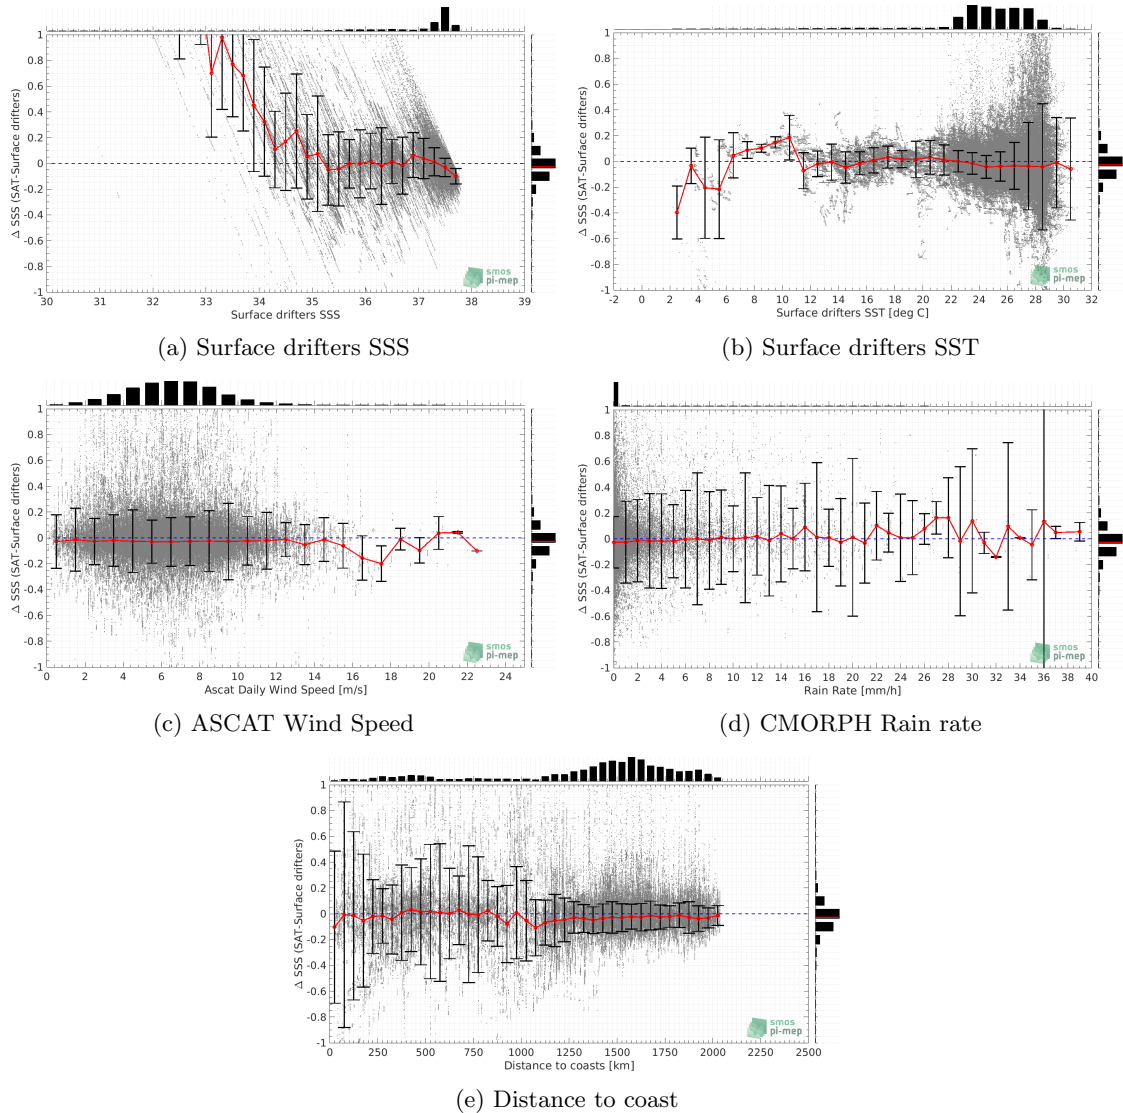 1
0.8
0.6
0.4
0.2
0
-0.2
-0.4
-0.6
-0.8
-1
Δ SSS (SAT-Surface drifters)
30 31 32 33 34 35 36 37 38 39
Surface drifters SSS
smos
pi-mep
(a) Surface drifters SSS
1
0.8
0.6
0.4
0.2
0
-0.2
-0.4
-0.6
-0.8
-1
Δ SSS (SAT-Surface drifters)
-2 0 2 4 6 8 10 12 14 16 18 20 22 24 26 28 30 32
Surface drifters SST [deg C]
smos
pi-mep
(b) Surface drifters SST
1
0.8
0.6
0.4
0.2
0
-0.2
-0.4
-0.6
-0.8
-1
Δ SSS (SAT-Surface drifters)
0 2 4 6 8 10 12 14 16 18 20 22 24
Ascat Daily Wind Speed [m/s]
smos
pi-mep
(c) ASCAT Wind Speed
1
0.8
0.6
0.4
0.2
0
-0.2
-0.4
-0.6
-0.8
-1
Δ SSS (SAT-Surface drifters)
0 2 4 6 8 10 12 14 16 18 20 22 24 26 28 30 32 34 36 38 40
Rain Rate [mm/h]
smos
pi-mep
(d) CMORPH Rain rate
1
0.8
0.6
0.4
0.2
0
-0.2
-0.4
-0.6
-0.8
-1
Δ SSS (SAT-Surface drifters)
0 250 500 750 1000 1250 1500 1750 2000 2250 2500
Distance to coasts [km]
smos
pi-mep
(e) Distance to coast